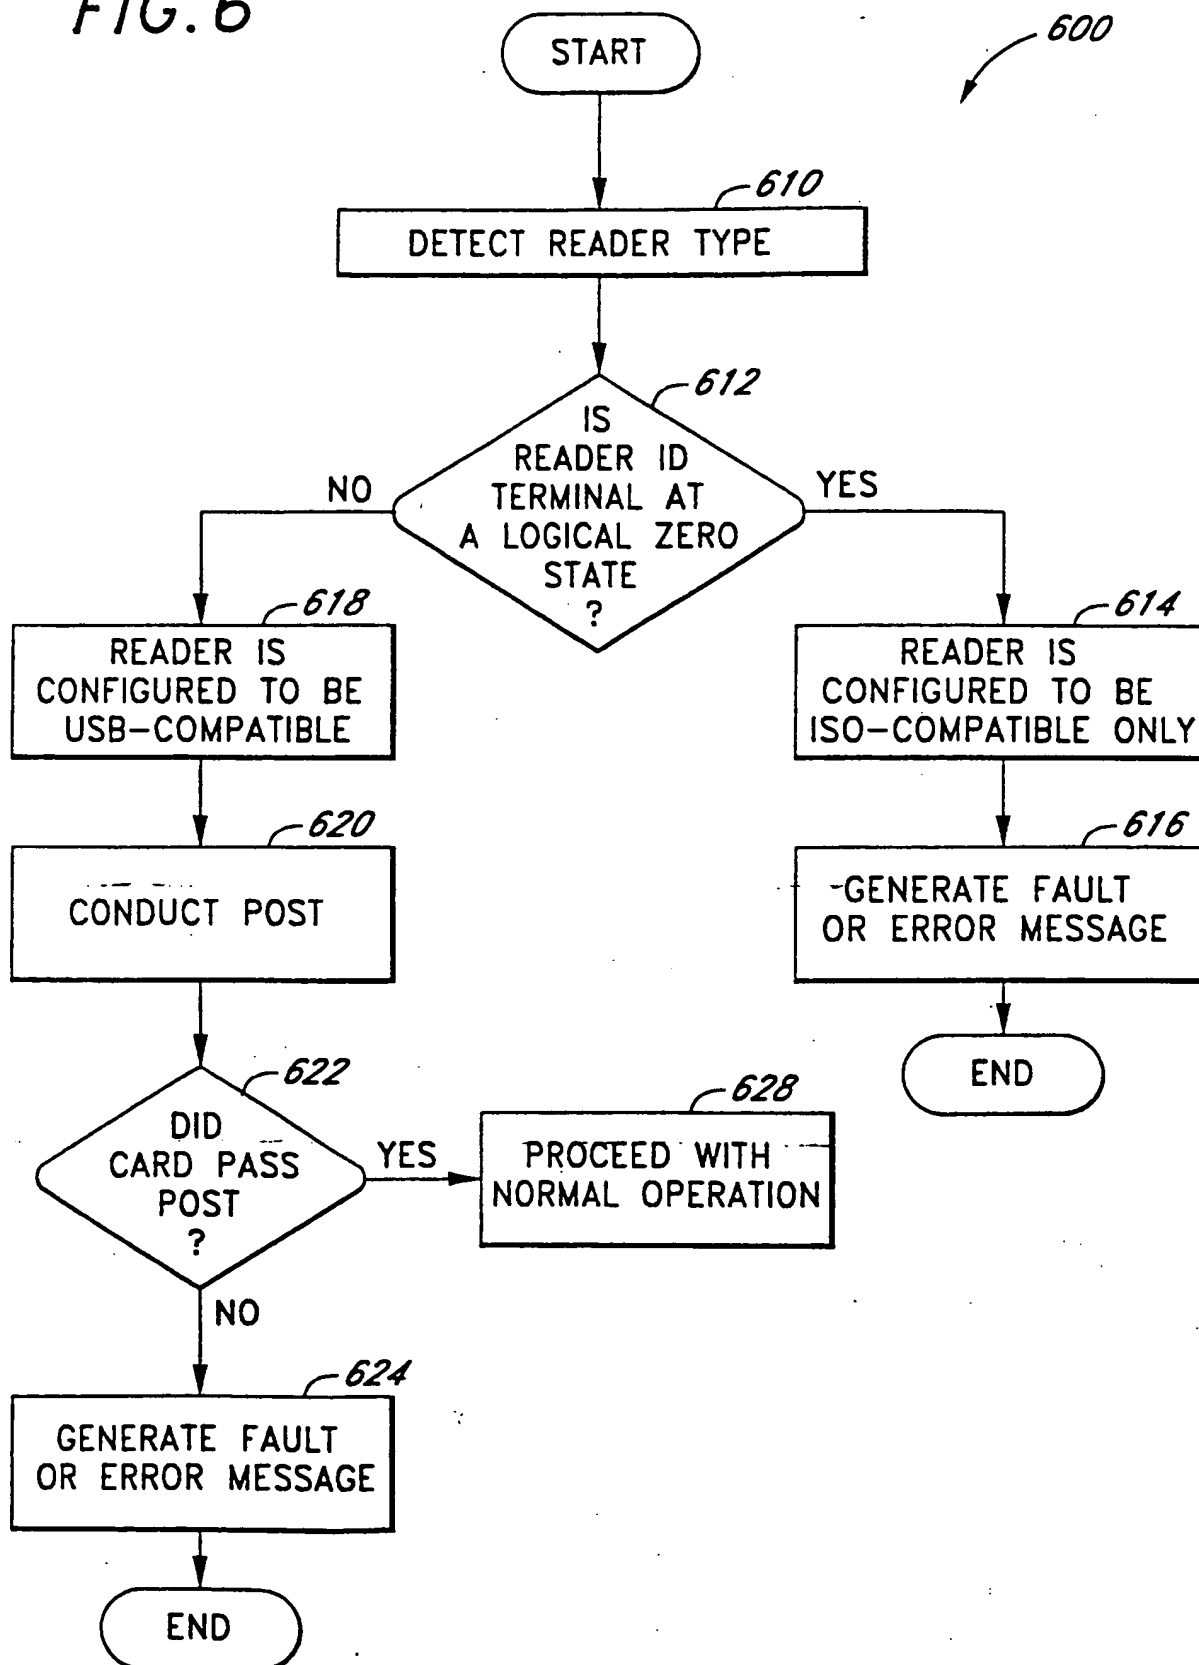 FIG. 6
START
600
610
DETECT READER TYPE
612
IS
READER ID
TERMINAL AT
A LOGICAL ZERO
STATE
?
NO
YES
618
READER IS
CONFIGURED TO BE
USB-COMPATIBLE
614
READER IS
CONFIGURED TO BE
ISO-COMPATIBLE ONLY
620
CONDUCT POST
616
GENERATE FAULT
OR ERROR MESSAGE
END
622
DID
CARD PASS
POST
?
YES
628
PROCEED WITH
NORMAL OPERATION
NO
624
GENERATE FAULT
OR ERROR MESSAGE
END